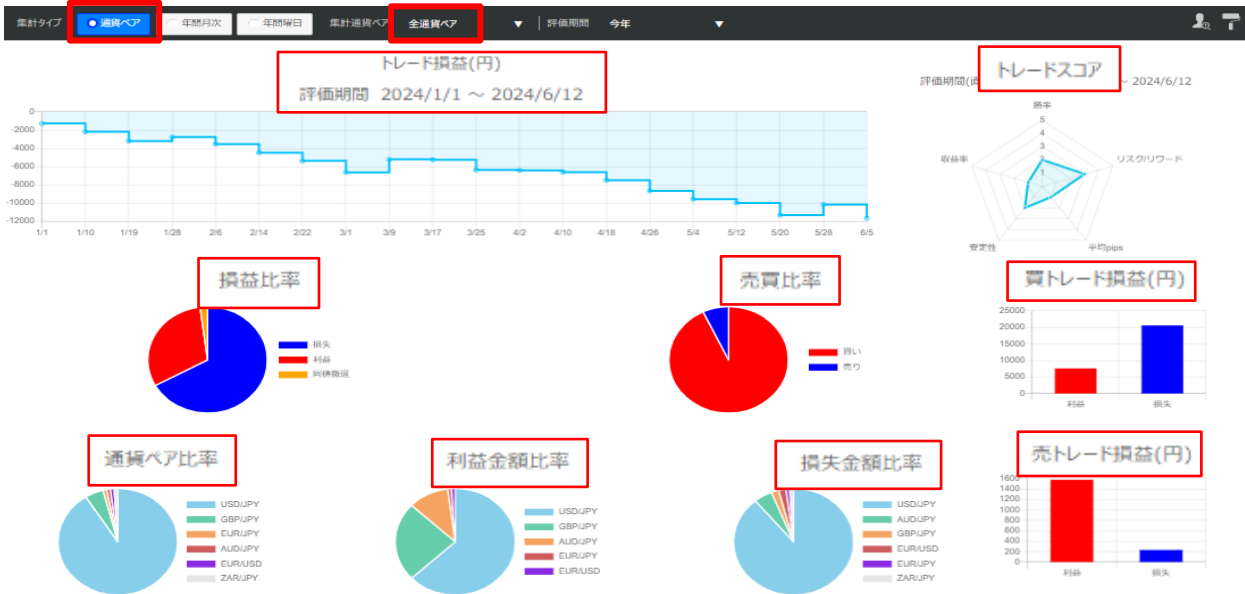 集計タイプ 通貨ペア 年間月次 年間曜日 集計通貨ペア 全通貨ペア ▼ 評価期間 今年 ▼
トレード損益(円)
評価期間 2024/1/1 ～ 2024/6/12
0
-2000
-4000
-6000
-8000
-10000
-12000
1/1 1/10 1/19 1/28 2/6 2/14 2/22 3/1 3/9 3/17 3/25 4/2 4/10 4/18 4/26 5/4 5/12 5/20 5/28 6/5
トレードスコア
評価期間(直 ～ 2024/6/12
勝率
5
4
3
2
1
収益率
リスク/リワード
安定性
平均pips
損益比率
損失
利益
同値撤退
売買比率
買い
売り
買トレード損益(円)
25000
20000
15000
10000
5000
0
利益 損失
通貨ペア比率
USD/JPY
GBP/JPY
EUR/JPY
AUD/JPY
EUR/USD
ZAR/JPY
利益金額比率
USD/JPY
GBP/JPY
AUD/JPY
EUR/JPY
EUR/USD
損失金額比率
USD/JPY
AUD/JPY
GBP/JPY
EUR/USD
EUR/JPY
ZAR/JPY
売トレード損益(円)
1600
1400
1200
1000
800
600
400
200
0
利益 損失